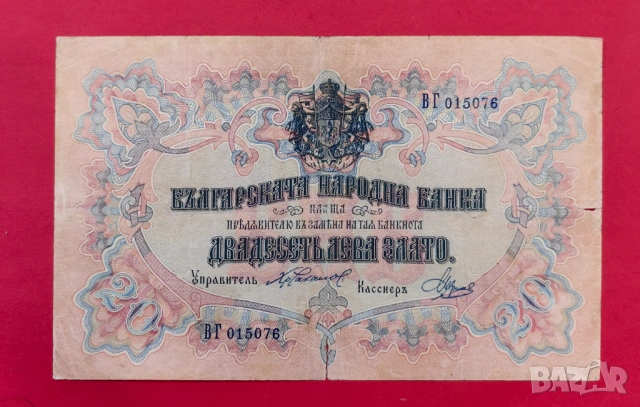 ВГ 015076
БЪЛГАРСКАТА НАРОДНА БАНКА
ПЛАЩА
ПРѢДЯВИТЕЛЮ ВЪ ЗАМѢНА НА ТАЯ БАНКНОТА
ДВАДЕСЕТЬ ЛЕВА ЗЛАТО.
Управитель
Кассиеръ
20
20
ВГ 015076
BAZAR